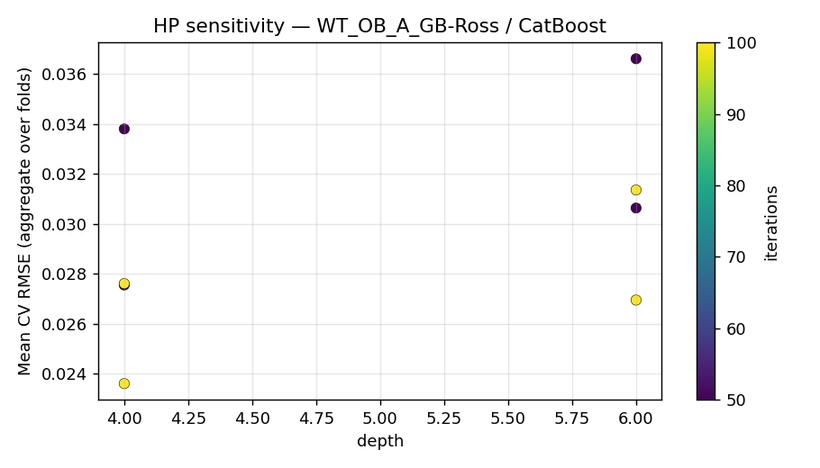 HP sensitivity — WT_OB_A_GB-Ross / CatBoost
Mean CV RMSE (aggregate over folds)
0.036
0.034
0.032
0.030
0.028
0.026
0.024
4.00 4.25 4.50 4.75 5.00 5.25 5.50 5.75 6.00
depth
100
90
80
70
60
50
iterations